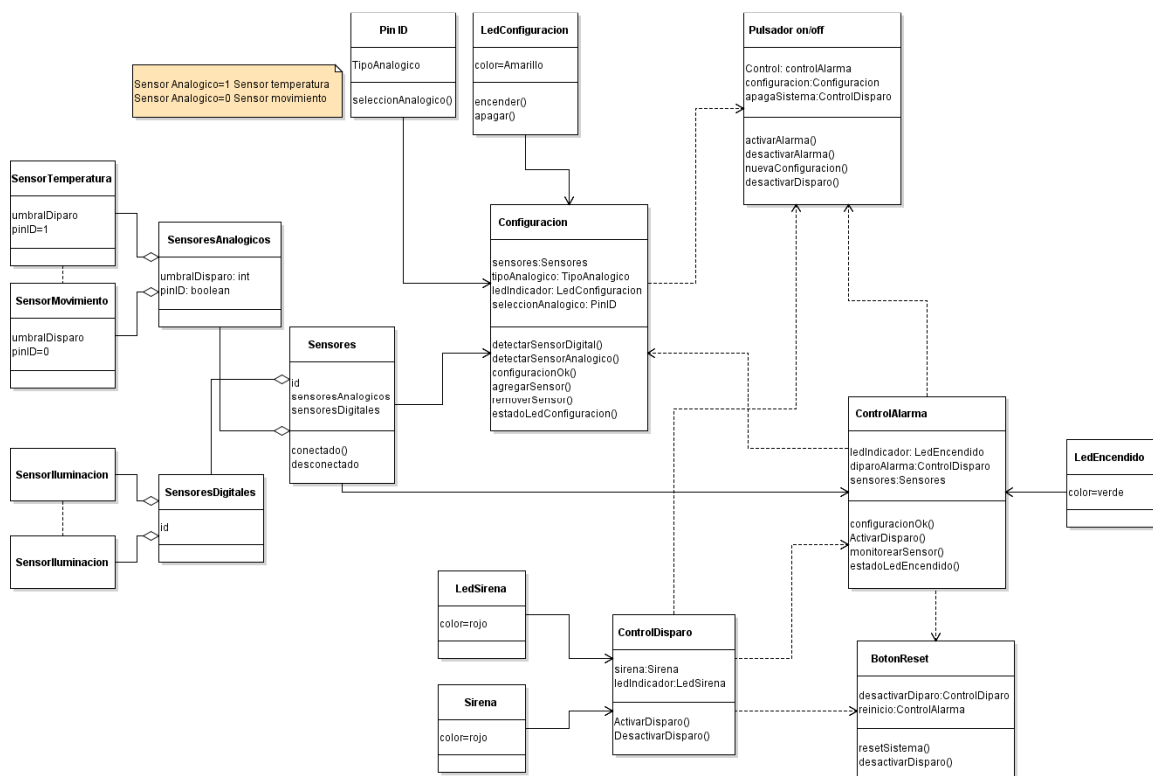 Pin ID
TipoAnalogico
seleccionAnalogico()
LedConfiguracion
color=Amarillo
encender()
apagar()
Pulsador on/off
Control: controlAlarma
configuracion:Configuracion
apagaSistema:ControlDisparo
activarAlarma()
desactivarAlarma()
nuevaConfiguracion()
desactivarDisparo()
Sensor Analogico=1 Sensor temperatura
Sensor Analogico=0 Sensor movimiento
SensorTemperatura
umbralDiparo
pinID=1
SensorMovimiento
umbralDisparo
pinID=0
SensoresAnalogicos
umbralDisparo: int
pinID: boolean
Configuracion
sensores:Sensores
tipoAnalogico: TipoAnalogico
ledIndicador: LedConfiguracion
seleccionAnalogico: PinID
detectarSensorDigital()
detectarSensorAnalogico()
configuracionOk()
agregarSensor()
removerSensor()
estadoLedConfiguracion()
Sensores
id
sensoresAnalogicos
sensoresDigitales
conectado()
desconectado
SensorIluminacion
SensorIluminacion
SensoresDigitales
id
ControlAlarma
ledIndicador: LedEncendido
diparoAlarma:ControlDisparo
sensores:Sensores
configuracionOk()
ActivarDisparo()
monitorearSensor()
estadoLedEncendido()
LedEncendido
color=verde
LedSirena
color=rojo
Sirena
color=rojo
ControlDisparo
sirena:Sirena
ledIndicador:LedSirena
ActivarDisparo()
DesactivarDisparo()
BotonReset
desactivarDiparo:ControlDiparo
reinicio:ControlAlarma
resetSistema()
desactivarDisparo()